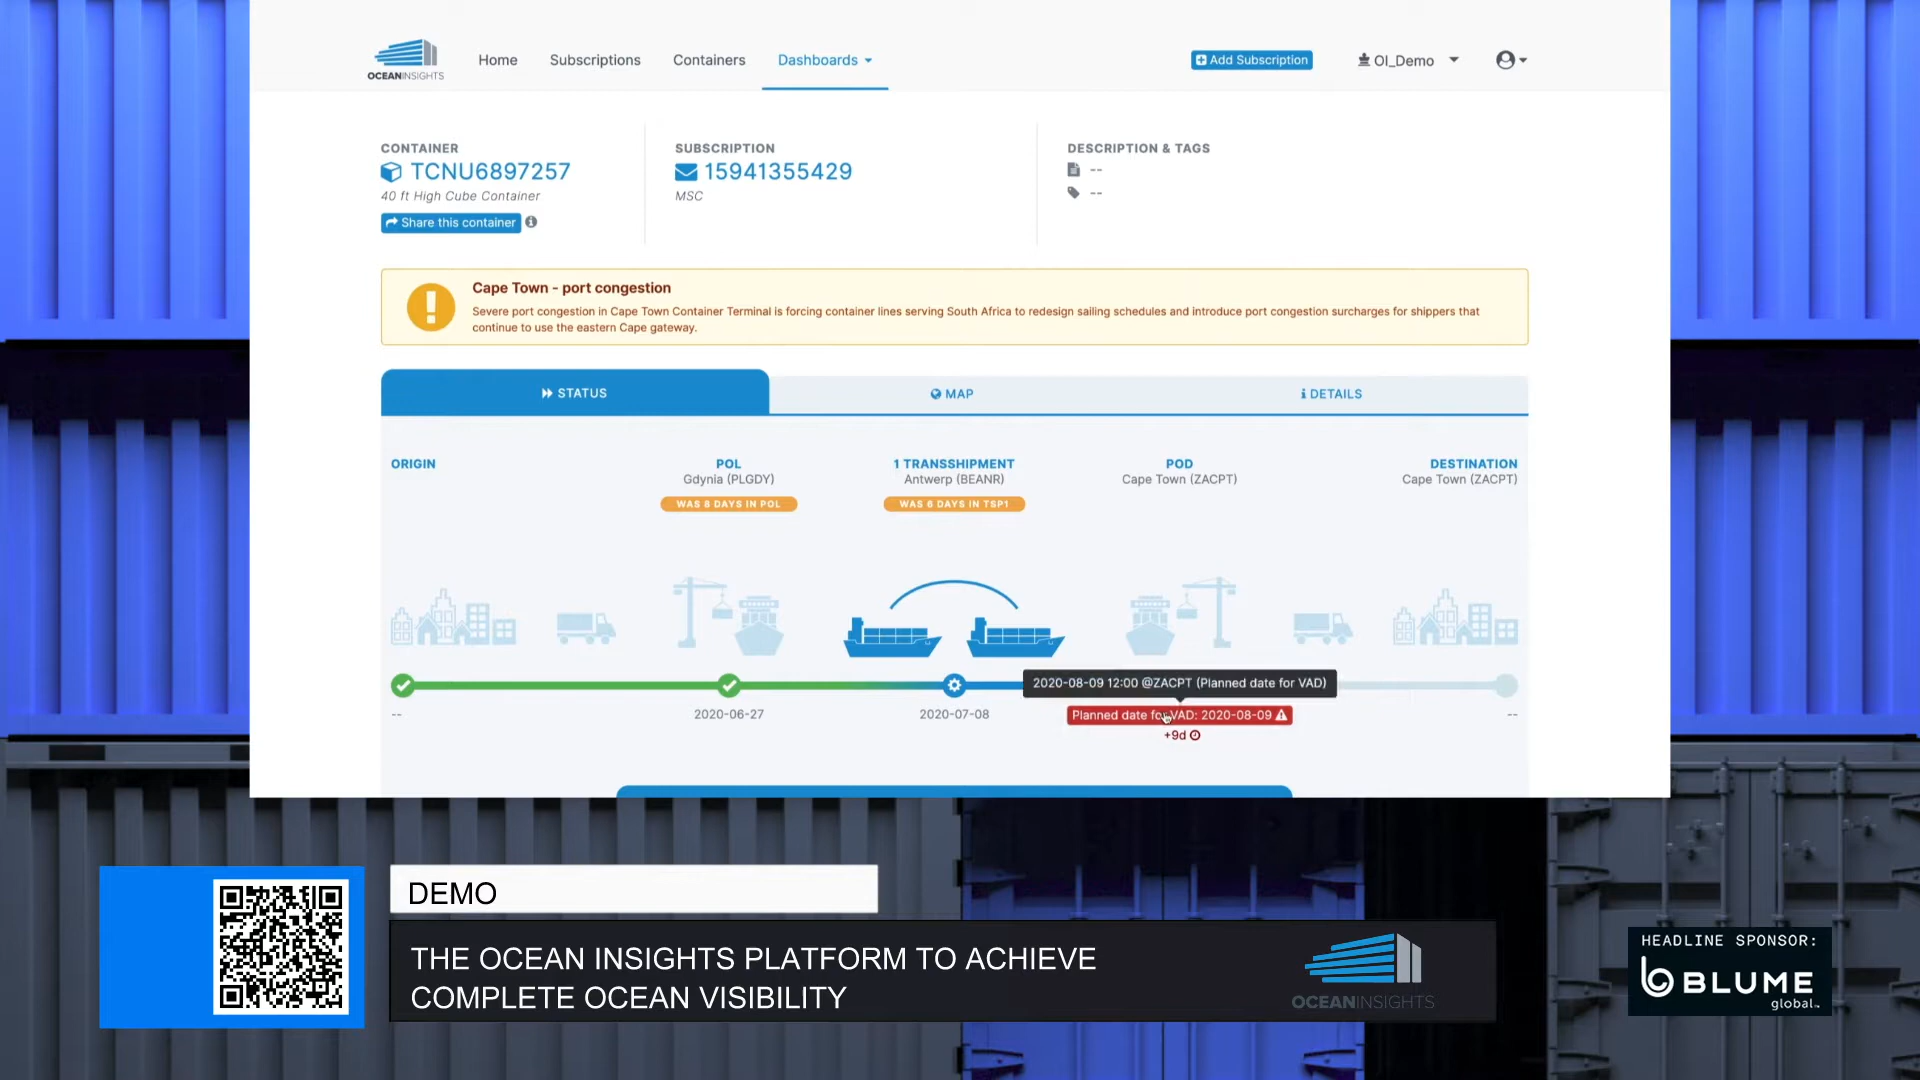 OCEANINSIGHTS
Home
Subscriptions
Containers
Dashboards
Add Subscription
OI_Demo
CONTAINER
TCNU6897257
40 ft High Cube Container
Share this container
SUBSCRIPTION
15941355429
MSC
DESCRIPTION & TAGS
--
--
Cape Town - port congestion
Severe port congestion in Cape Town Container Terminal is forcing container lines serving South Africa to redesign sailing schedules and introduce port congestion surcharges for shippers that
continue to use the eastern Cape gateway.
STATUS
MAP
DETAILS
ORIGIN
POL
Gdynia (PLGDY)
WAS 8 DAYS IN POL
1 TRANSSHIPMENT
Antwerp (BEANR)
WAS 6 DAYS IN TSP1
POD
Cape Town (ZACPT)
DESTINATION
Cape Town (ZACPT)
2020-08-09 12:00 @ZACPT (Planned date for VAD)
--
2020-06-27
2020-07-08
Planned date for VAD: 2020-08-09
+9d
--
DEMO
THE OCEAN INSIGHTS PLATFORM TO ACHIEVE
COMPLETE OCEAN VISIBILITY
OCEANINSIGHTS
HEADLINE SPONSOR:
BLUME
global